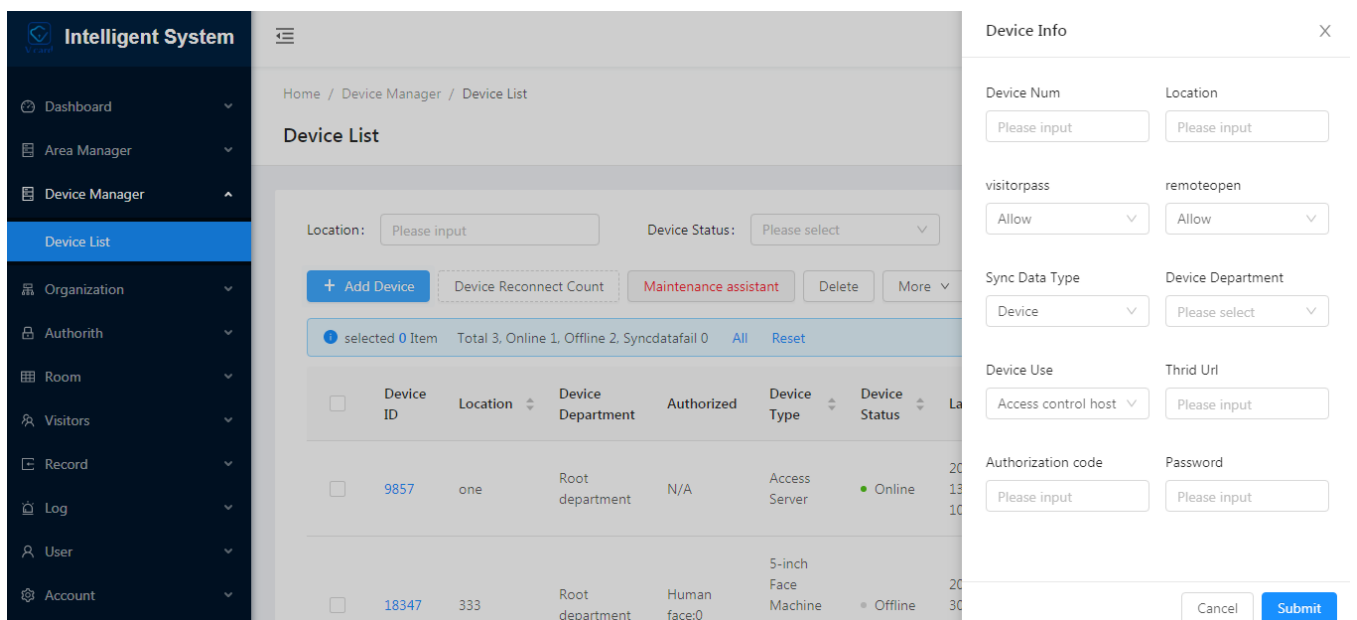 Intelligent System
Dashboard
Area Manager
Device Manager
Device List
Organization
Authorith
Room
Visitors
Record
Log
User
Account
Home / Device Manager / Device List
Device List
Location: Please input Device Status: Please select
+ Add Device Device Reconnect Count Maintenance assistant Delete More
selected 0 Item Total 3, Online 1, Offline 2, Syncdatafail 0 All Reset
Device ID Location Device Department Authorized Device Type Device Status La
9857 one Root department N/A Access Server Online 20
13
10
18347 333 Root department Human face:0 5-inch Face Machine Offline 20
30
Device Info
Device Num Location
Please input Please input
visitorpass remoteopen
Allow Allow
Sync Data Type Device Department
Device Please select
Device Use Thrid Url
Access control host Please input
Authorization code Password
Please input Please input
Cancel Submit